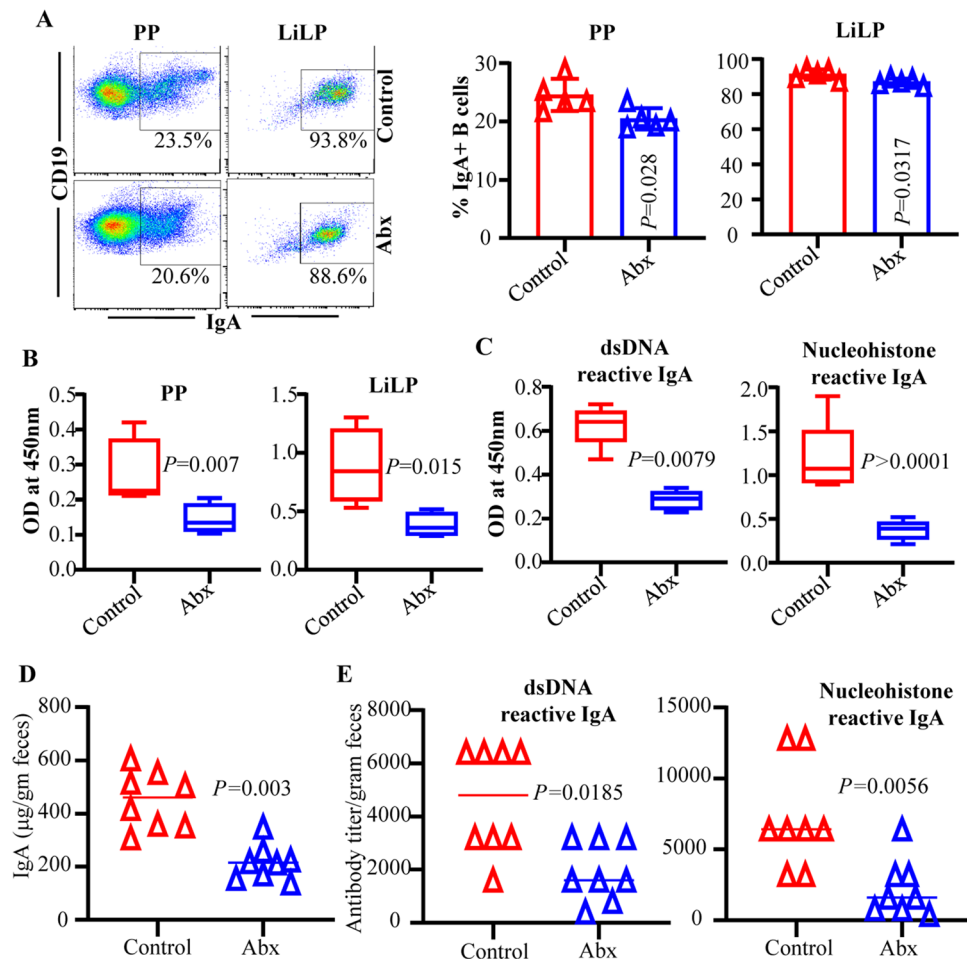 A
PP
LiLP
CD19
23.5%
93.8%
Control
20.6%
88.6%
Abx
IgA
PP
% IgA+ B cells
30
20
10
0
P=0.028
Control
Abx
LiLP
100
80
60
40
20
0
P=0.0317
Control
Abx
B
PP
OD at 450nm
0.5
0.4
0.3
0.2
0.1
0.0
P=0.007
Control
Abx
LiLP
1.5
1.0
0.5
0.0
P=0.015
Control
Abx
C
dsDNA
reactive IgA
OD at 450nm
0.8
0.6
0.4
0.2
0.0
P=0.0079
Control
Abx
Nucleohistone
reactive IgA
2.0
1.5
1.0
0.5
0.0
P>0.0001
Control
Abx
D
IgA (µg/gm feces)
800
600
400
200
0
P=0.003
Control
Abx
E
dsDNA
reactive IgA
Antibody titer/gram feces
8000
6000
4000
2000
0
P=0.0185
Control
Abx
Nucleohistone
reactive IgA
15000
10000
5000
0
P=0.0056
Control
Abx